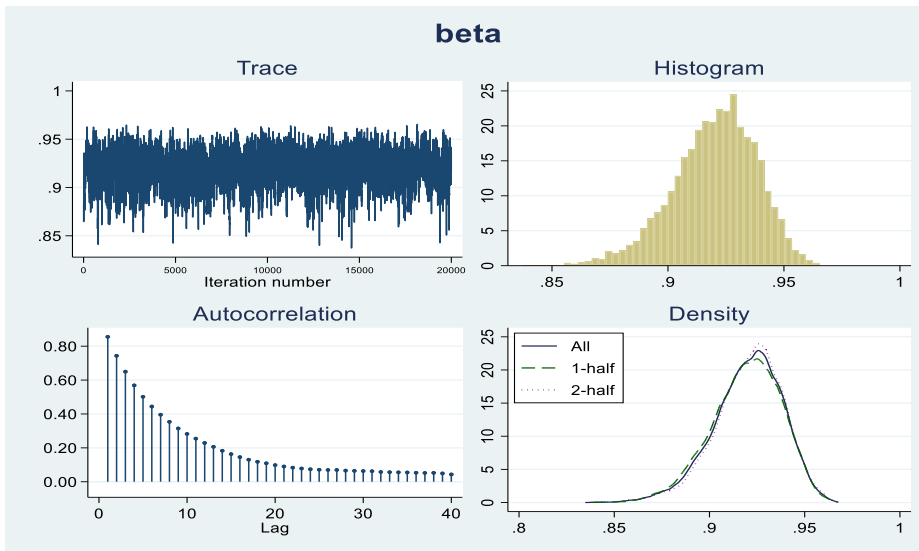 beta
Trace
1
.95
.9
.85
0 5000 10000 15000 20000
Iteration number
Histogram
25
20
15
10
5
0
.85 .9 .95 1
Autocorrelation
0.80
0.60
0.40
0.20
0.00
0 10 20 30 40
Lag
Density
25
20
15
10
5
0
All
1-half
2-half
.8 .85 .9 .95 1